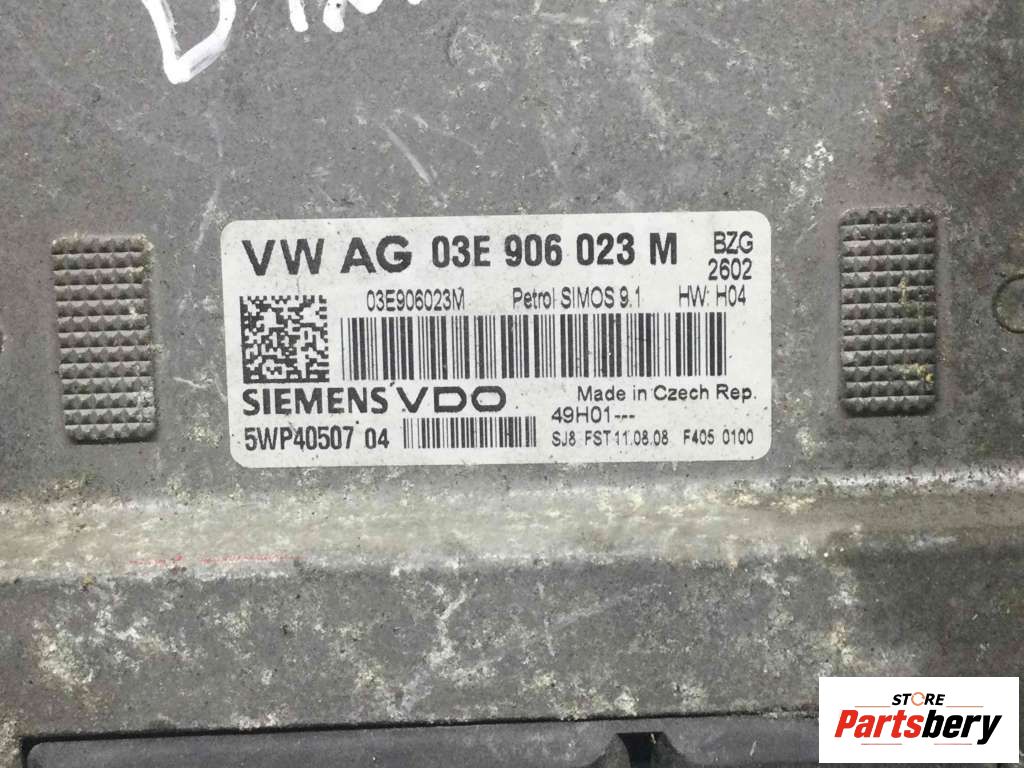 VW AG 03E 906 023 M BZG
2602
03E906023M Petrol SIMOS 9.1 HW: H04
SIEMENS VDO Made in Czech Rep.
49H01---
5WP40507 04 SJ8 FST 11.08.08 F405 0100
STORE
Partsbery